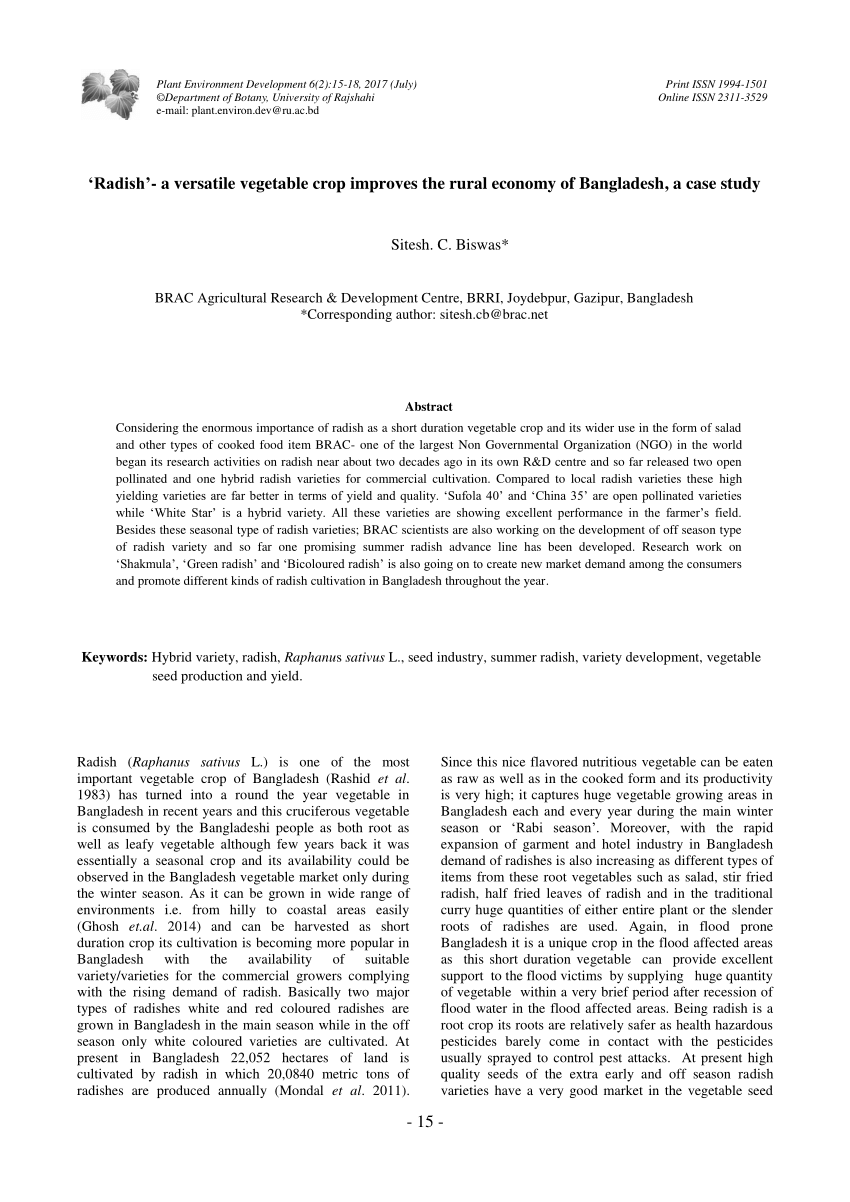 Plant Environment Development 6(2):15-18, 2017 (July)
©Department of Botany, University of Rajshahi
e-mail: plant.environ.dev@ru.ac.bd
Print ISSN 1994-1501
Online ISSN 2311-3529
‘Radish’- a versatile vegetable crop improves the rural economy of Bangladesh, a case study
Sitesh. C. Biswas*
BRAC Agricultural Research & Development Centre, BRRI, Joydebpur, Gazipur, Bangladesh
*Corresponding author: sitesh.cb@brac.net
Abstract
Considering the enormous importance of radish as a short duration vegetable crop and its wider use in the form of salad
and other types of cooked food item BRAC- one of the largest Non Governmental Organization (NGO) in the world
began its research activities on radish near about two decades ago in its own R&D centre and so far released two open
pollinated and one hybrid radish varieties for commercial cultivation. Compared to local radish varieties these high
yielding varieties are far better in terms of yield and quality. ‘Sufola 40’ and ‘China 35’ are open pollinated varieties
while ‘White Star’ is a hybrid variety. All these varieties are showing excellent performance in the farmer’s field.
Besides these seasonal type of radish varieties; BRAC scientists are also working on the development of off season type
of radish variety and so far one promising summer radish advance line has been developed. Research work on
‘Shakmula’, ‘Green radish’ and ‘Bicoloured radish’ is also going on to create new market demand among the consumers
and promote different kinds of radish cultivation in Bangladesh throughout the year.
Keywords: Hybrid variety, radish, Raphanus sativus L., seed industry, summer radish, variety development, vegetable
seed production and yield.
Radish (Raphanus sativus L.) is one of the most
important vegetable crop of Bangladesh (Rashid et al.
1983) has turned into a round the year vegetable in
Bangladesh in recent years and this cruciferous vegetable
is consumed by the Bangladeshi people as both root as
well as leafy vegetable although few years back it was
essentially a seasonal crop and its availability could be
observed in the Bangladesh vegetable market only during
the winter season. As it can be grown in wide range of
environments i.e. from hilly to coastal areas easily
(Ghosh et.al. 2014) and can be harvested as short
duration crop its cultivation is becoming more popular in
Bangladesh with the availability of suitable
variety/varieties for the commercial growers complying
with the rising demand of radish. Basically two major
types of radishes white and red coloured radishes are
grown in Bangladesh in the main season while in the off
season only white coloured varieties are cultivated. At
present in Bangladesh 22,052 hectares of land is
cultivated by radish in which 20,0840 metric tons of
radishes are produced annually (Mondal et al. 2011).
Since this nice flavored nutritious vegetable can be eaten
as raw as well as in the cooked form and its productivity
is very high; it captures huge vegetable growing areas in
Bangladesh each and every year during the main winter
season or ‘Rabi season’. Moreover, with the rapid
expansion of garment and hotel industry in Bangladesh
demand of radishes is also increasing as different types of
items from these root vegetables such as salad, stir fried
radish, half fried leaves of radish and in the traditional
curry huge quantities of either entire plant or the slender
roots of radishes are used. Again, in flood prone
Bangladesh it is a unique crop in the flood affected areas
as this short duration vegetable can provide excellent
support to the flood victims by supplying huge quantity
of vegetable within a very brief period after recession of
flood water in the flood affected areas. Being radish is a
root crop its roots are relatively safer as health hazardous
pesticides barely come in contact with the pesticides
usually sprayed to control pest attacks. At present high
quality seeds of the extra early and off season radish
varieties have a very good market in the vegetable seed
- 15 -